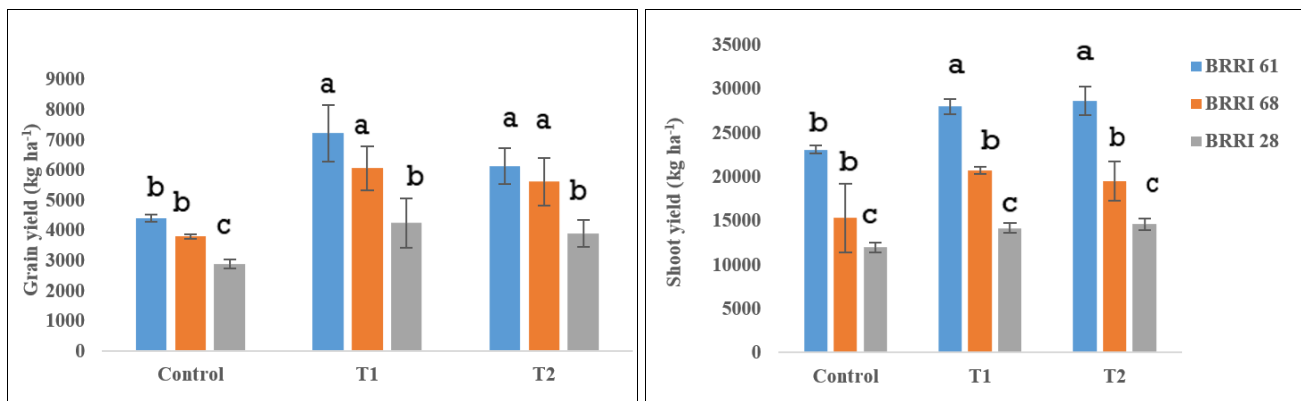 Grain yield (kg ha-1)
9000
8000
7000
6000
5000
4000
3000
2000
1000
0
b
b
c
a
a
b
a
a
b
Control
T1
T2
Shoot yield (kg ha-1)
35000
30000
25000
20000
15000
10000
5000
0
b
b
c
a
b
c
a
b
c
Control
T1
T2
BRRI 61
BRRI 68
BRRI 28